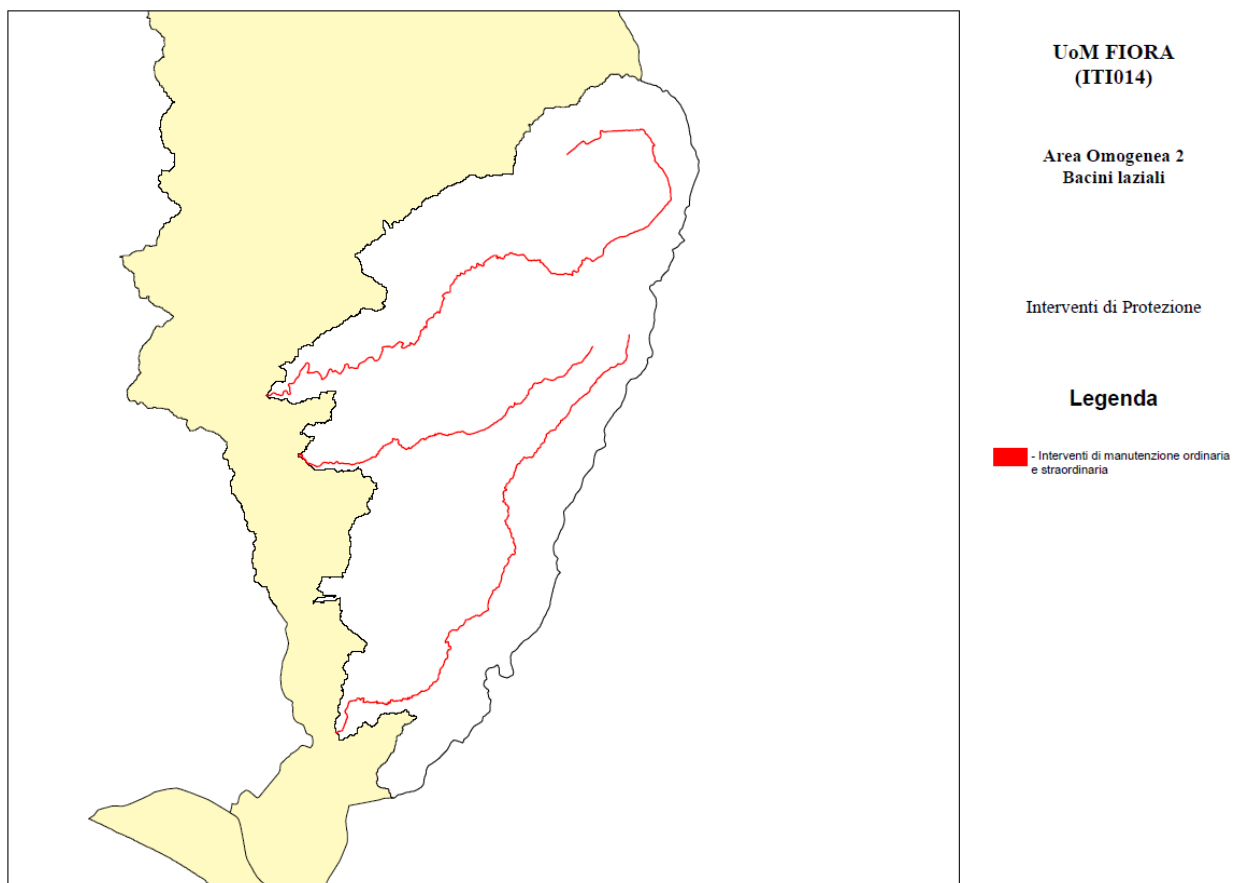 UoM FIORA
(ITI014)
Area Omogenea 2
Bacini laziali
Interventi di Protezione
Legenda
- Interventi di manutenzione ordinaria
e straordinaria